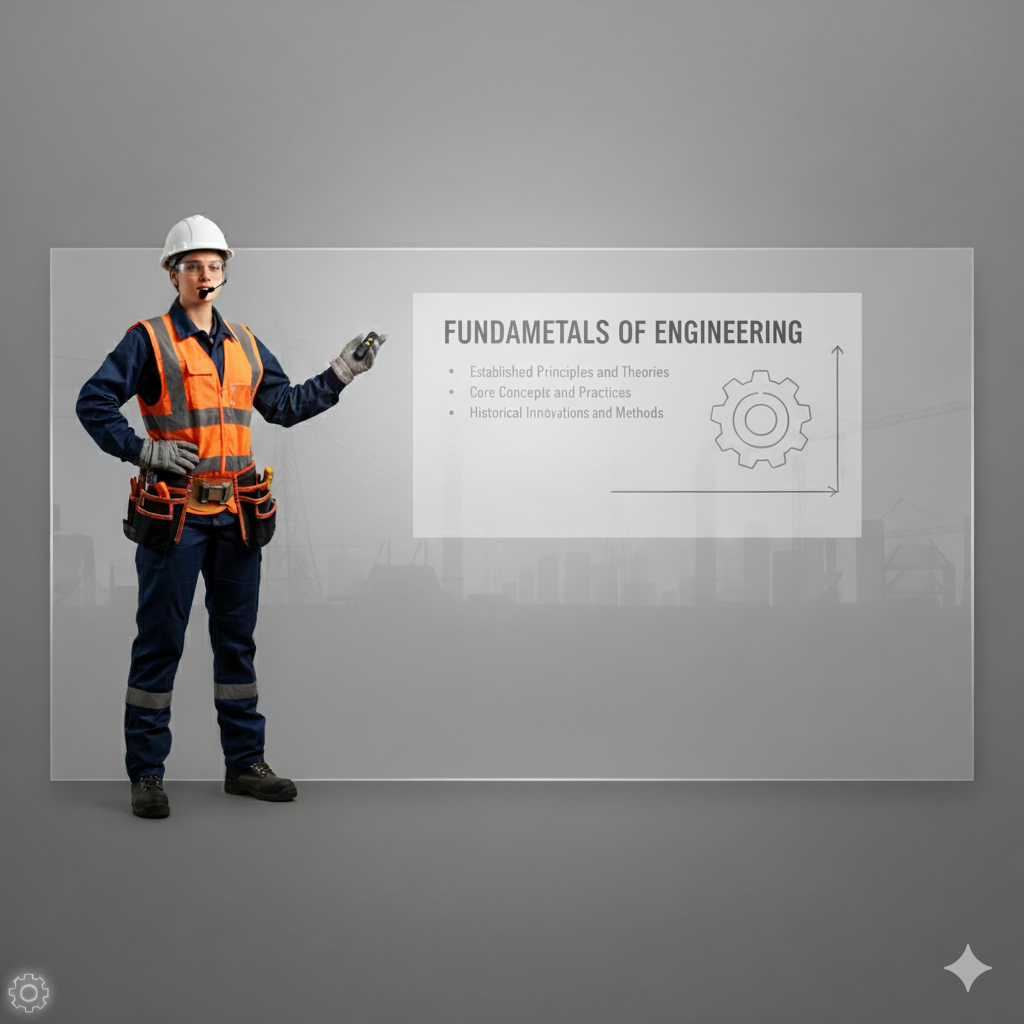 FUNDAMETALS OF ENGINEERING
• Established Principles and Theories
• Core Concepts and Practices
• Historical Innovations and Methods